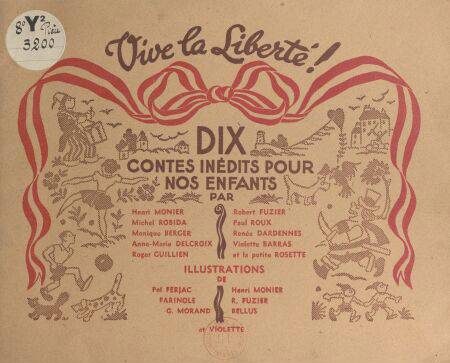 8° Y² Pièce
3200
Vive la Liberté !
DIX
CONTES INÉDITS POUR
NOS ENFANTS
PAR
Henri MONIER
Michel ROBIDA
Monique BERGER
Anne-Marie DELCROIX
Roger GUILLIEN
Robert FUZIER
Paul ROUX
Renée DARDENNES
Violette BARRAS
et la petite ROSETTE
ILLUSTRATIONS
DE
Pol FERJAC
FARINOLE
G. MORAND
Henri MONIER
R. FUZIER
BELLUS
et VIOLETTE